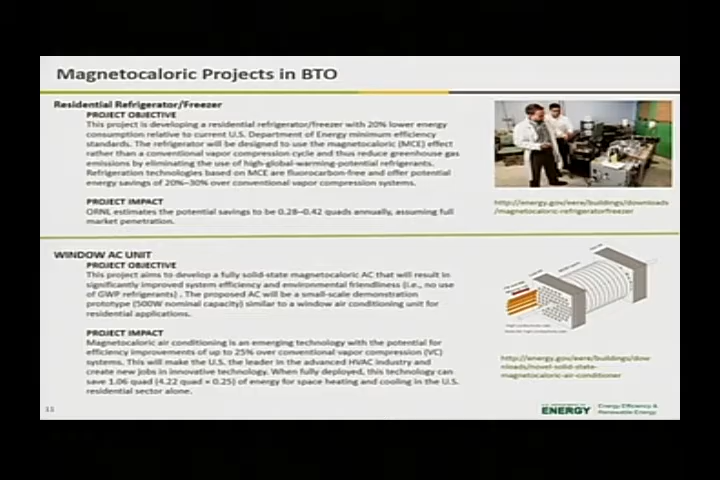 Magnetocaloric Projects in BTO
Residential Refrigerator/Freezer
PROJECT OBJECTIVE
This project is developing a residential refrigerator/freezer with 20% lower energy
consumption relative to current U.S. Department of Energy minimum efficiency
standards. The refrigerator will be designed to use the magnetocaloric (MCE) effect
rather than a conventional vapor compression cycle and thus reduce greenhouse gas
emissions by eliminating the use of high-global-warming-potential refrigerants.
Refrigeration technologies based on MCE are fluorocarbon-free and offer potential
energy savings of 20%–30% over conventional vapor compression systems.
PROJECT IMPACT
ORNL estimates the potential savings to be 0.28–0.42 quads annually, assuming full
market penetration.
http://energy.gov/eere/buildings/downloads
/magnetocaloric-refrigeratorfreezer
WINDOW AC UNIT
PROJECT OBJECTIVE
This project aims to develop a fully solid-state magnetocaloric AC that will result in
significantly improved system efficiency and environmental friendliness (i.e., no use
of GWP refrigerants) . The proposed AC will be a small-scale demonstration
prototype (500W nominal capacity) similar to a window air conditioning unit for
residential applications.
PROJECT IMPACT
Magnetocaloric air conditioning is an emerging technology with the potential for
efficiency improvements of up to 25% over conventional vapor compression (VC)
systems. This will make the U.S. the leader in the advanced HVAC industry and
create new jobs in innovative technology. When fully deployed, this technology can
save 1.06 quad (4.22 quad × 0.25) of energy for space heating and cooling in the U.S.
residential sector alone.
http://energy.gov/eere/buildings/dow
nloads/novel-solid-state-
magnetocaloric-air-conditioner
11
ENERGY
Energy Efficiency &
Renewable Energy